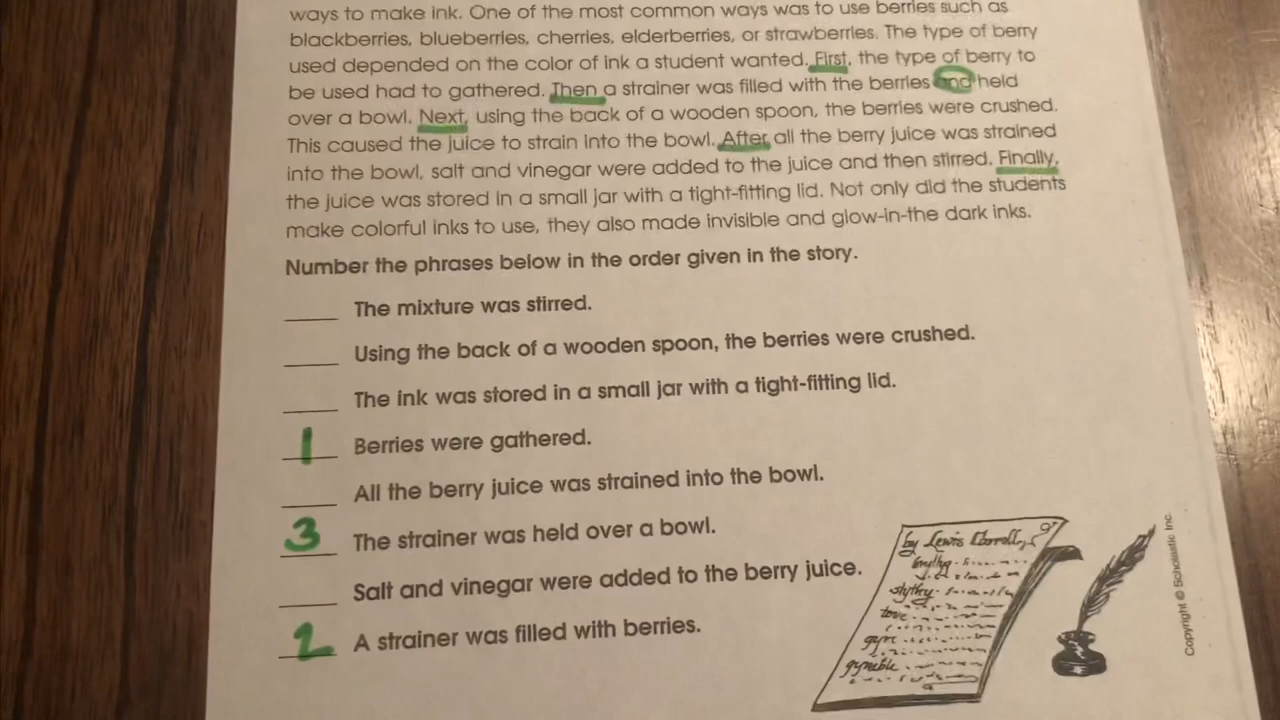 ways to make ink. One of the most common ways was to use berries such as
blackberries, blueberries, cherries, elderberries, or strawberries. The type of berry
used depended on the color of ink a student wanted. First, the type of berry to
be used had to gathered. Then a strainer was filled with the berries and held
over a bowl. Next, using the back of a wooden spoon, the berries were crushed.
This caused the juice to strain into the bowl. After all the berry juice was strained
into the bowl, salt and vinegar were added to the juice and then stirred. Finally,
the juice was stored in a small jar with a tight-fitting lid. Not only did the students
make colorful inks to use, they also made invisible and glow-in-the dark inks.
Number the phrases below in the order given in the story.
The mixture was stirred.
Using the back of a wooden spoon, the berries were crushed.
The ink was stored in a small jar with a tight-fitting lid.
1 Berries were gathered.
All the berry juice was strained into the bowl.
3 The strainer was held over a bowl.
Salt and vinegar were added to the berry juice.
2 A strainer was filled with berries.
by Lewis Carroll
tove
gyre
Copyright © Scholastic Inc.